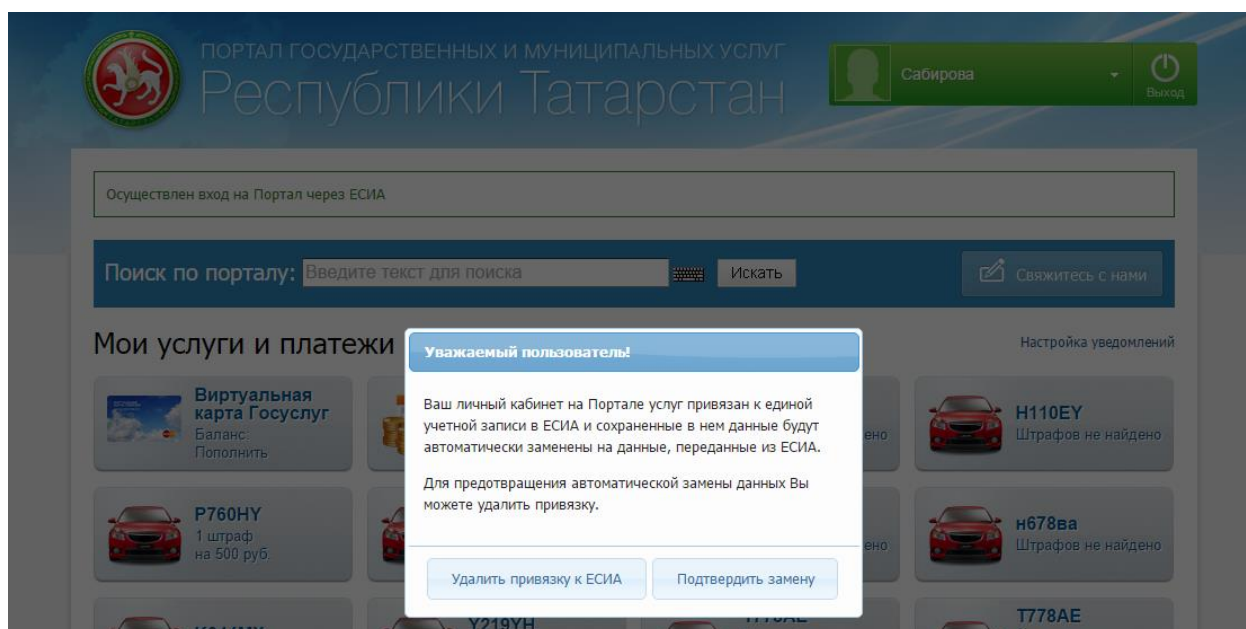 ПОРТАЛ ГОСУДАРСТВЕННЫХ И МУНИЦИПАЛЬНЫХ УСЛУГ
Республики Татарстан
Сабирова
Выход
Осуществлен вход на Портал через ЕСИА
Поиск по порталу: Введите текст для поиска Искать
Свяжитесь с нами
Мои услуги и платежи
Настройка уведомлений
Уважаемый пользователь!
Ваш личный кабинет на Портале услуг привязан к единой
учетной записи в ЕСИА и сохраненные в нем данные будут
автоматически заменены на данные, переданные из ЕСИА.
Для предотвращения автоматической замены данных Вы
можете удалить привязку.
Удалить привязку к ЕСИА
Подтвердить замену
Виртуальная
карта Госуслуг
Баланс:
Пополнить
H110EY
Штрафов не найдено
P760HY
1 штраф
на 500 руб.
н678ва
Штрафов не найдено
Y219YH
T778AE